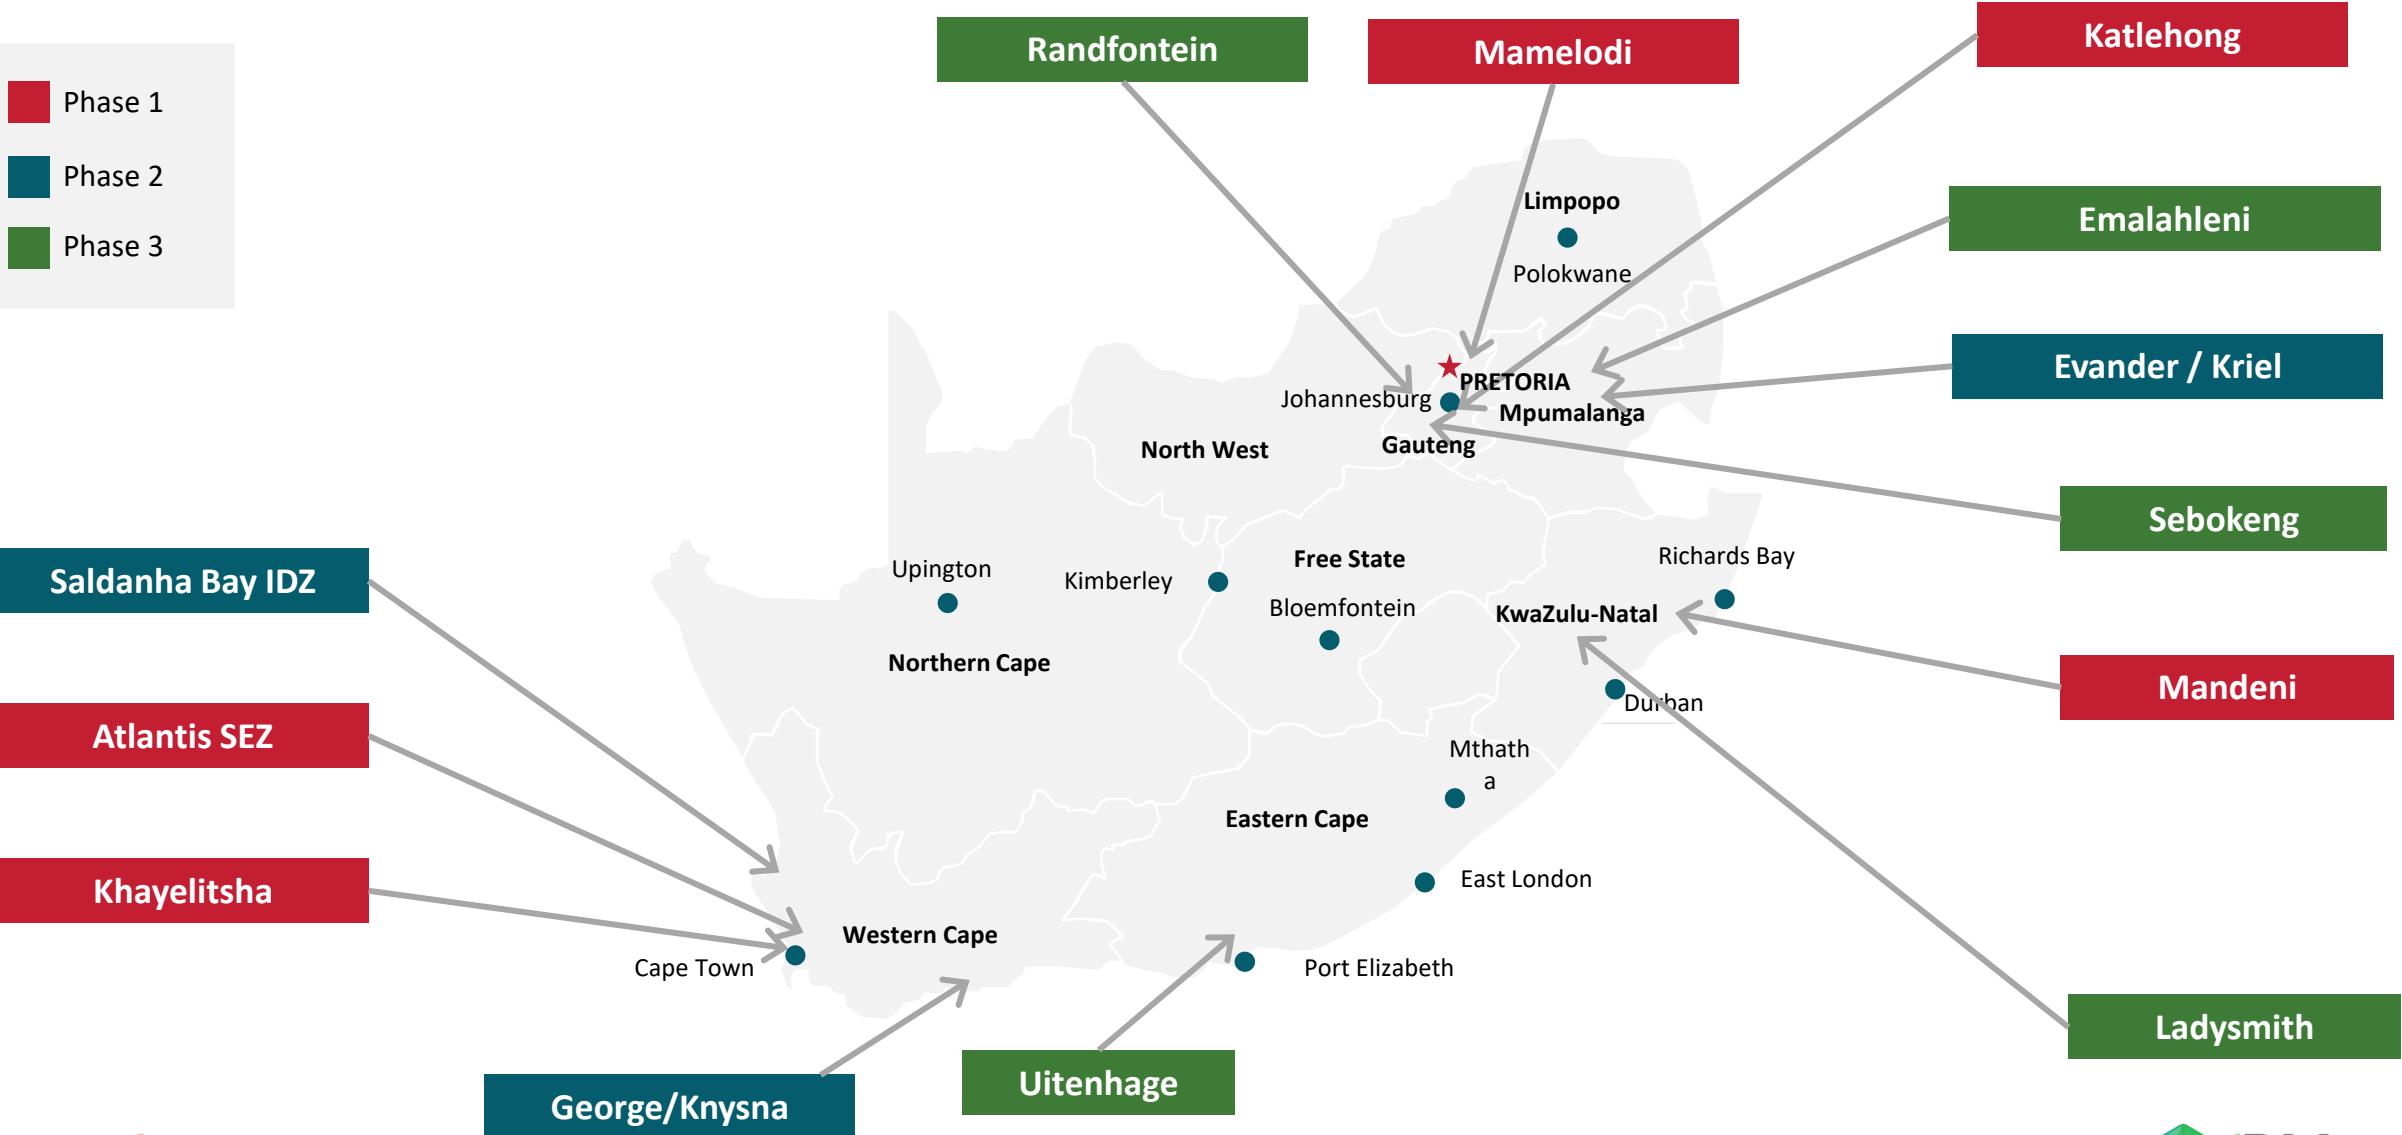 Randfontein
Mamelodi
Katlehong
Phase 1
Phase 2
Phase 3
Limpopo
Polokwane
Emalahleni
Evander / Kriel
PRETORIA
Johannesburg
Mpumalanga
Gauteng
North West
Sebokeng
Saldanha Bay IDZ
Upington
Kimberley
Free State
Bloemfontein
Richards Bay
KwaZulu-Natal
Northern Cape
Mandeni
Durban
Atlantis SEZ
Mthath
a
Eastern Cape
Khayelitsha
East London
Western Cape
Cape Town
Port Elizabeth
Ladysmith
Uitenhage
George/Knysna